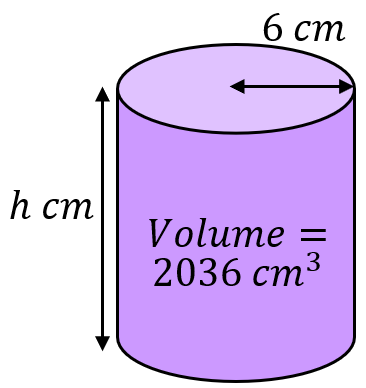 6 cm
h cm
Volume =
2036 cm³